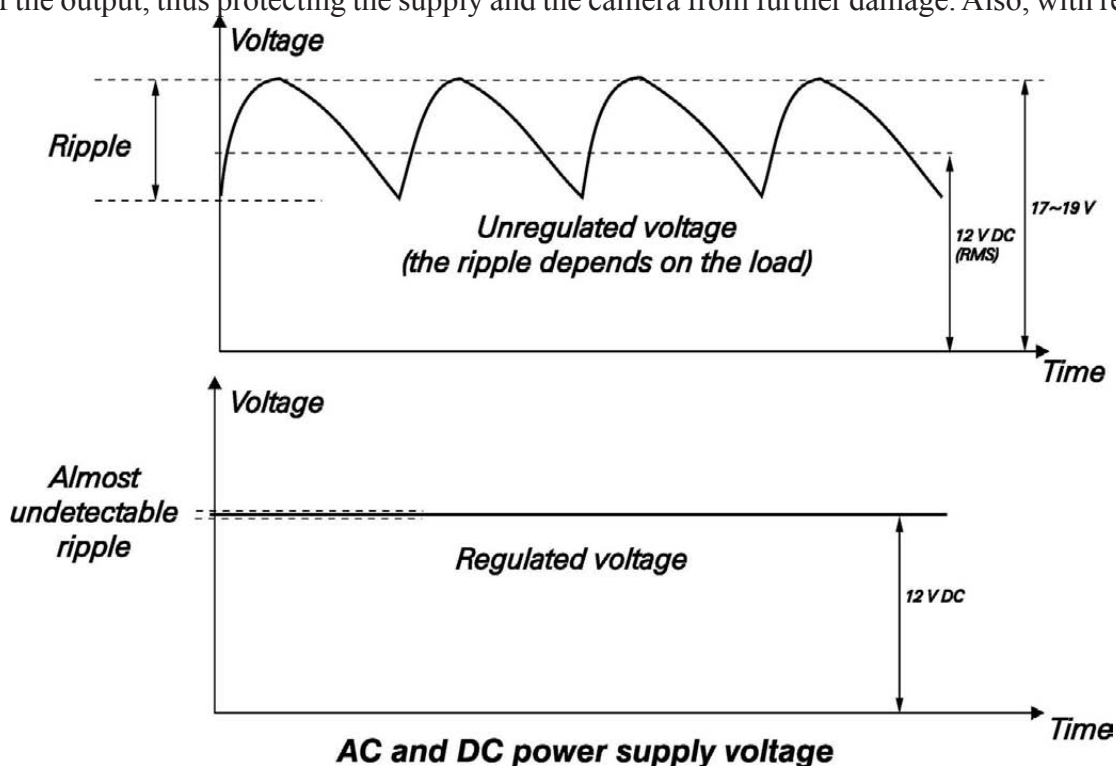 the output, thus protecting the supply and the camera from further damage. Also, with re
Voltage
Ripple
Unregulated voltage
(the ripple depends on the load)
12 V DC
(RMS)
17~19 V
Time
Voltage
Almost
undetectable
ripple
Regulated voltage
12 V DC
Time
AC and DC power supply voltage